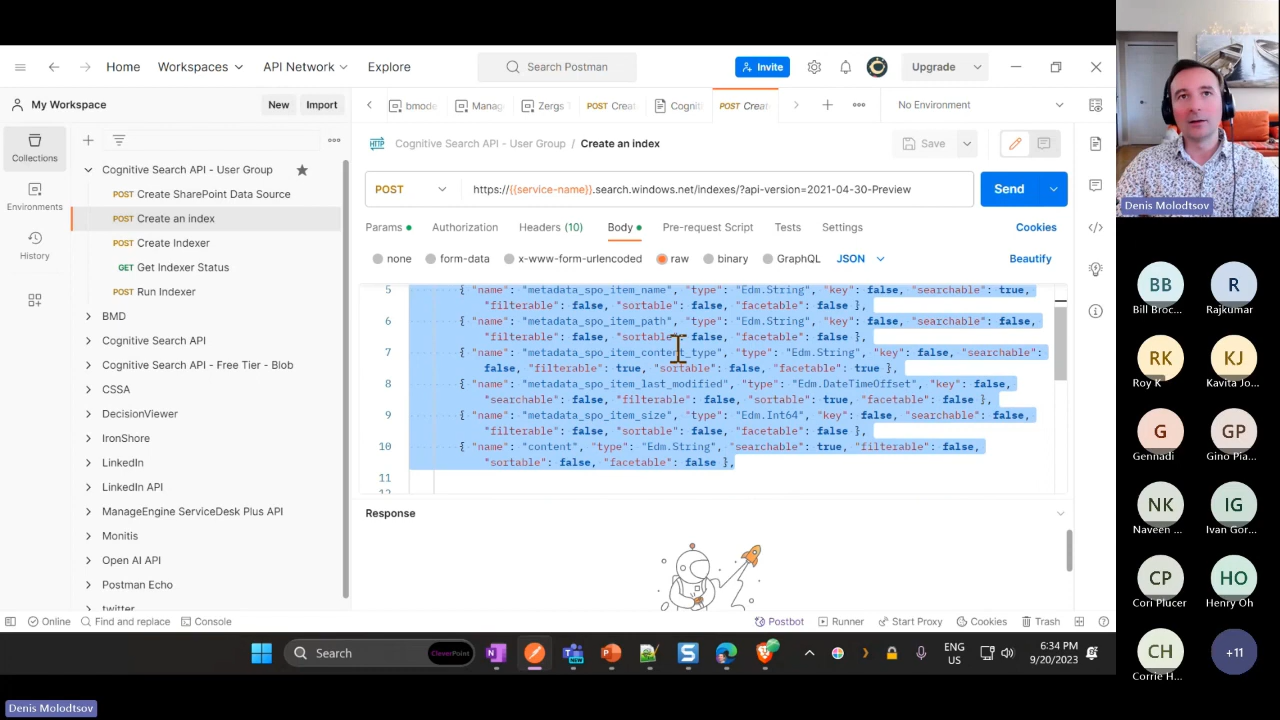 Home
Workspaces
API Network
Explore
Search Postman
Invite
Upgrade
My Workspace
New
Import
bmode
Manag
Zergs
POST Creat
Cognit
POST Creat
No Environment
Collections
Environments
History
Cognitive Search API - User Group
POST Create SharePoint Data Source
POST Create an index
POST Create Indexer
GET Get Indexer Status
POST Run Indexer
BMD
Cognitive Search API
Cognitive Search API - Free Tier - Blob
CSSA
DecisionViewer
IronShore
LinkedIn
LinkedIn API
ManageEngine ServiceDesk Plus API
Monitis
Open AI API
Postman Echo
twitter
HTTP
Cognitive Search API - User Group / Create an index
Save
POST
https://{{service-name}}.search.windows.net/indexes/?api-version=2021-04-30-Preview
Send
Params
Authorization
Headers (10)
Body
Pre-request Script
Tests
Settings
Cookies
none
form-data
x-www-form-urlencoded
raw
binary
GraphQL
JSON
Beautify
5 { "name": "metadata_spo_item_name", "type": "Edm.String", "key": false, "searchable": true,
"filterable": false, "sortable": false, "facetable": false },
6 { "name": "metadata_spo_item_path", "type": "Edm.String", "key": false, "searchable": false,
"filterable": false, "sortable": false, "facetable": false },
7 { "name": "metadata_spo_item_content_type", "type": "Edm.String", "key": false, "searchable":
false, "filterable": true, "sortable": false, "facetable": true },
8 { "name": "metadata_spo_item_last_modified", "type": "Edm.DateTimeOffset", "key": false,
"searchable": false, "filterable": false, "sortable": true, "facetable": false },
9 { "name": "metadata_spo_item_size", "type": "Edm.Int64", "key": false, "searchable": false,
"filterable": false, "sortable": false, "facetable": false },
10 { "name": "content", "type": "Edm.String", "searchable": true, "filterable": false,
"sortable": false, "facetable": false },
11
12
Response
Online
Find and replace
Console
Postbot
Runner
Start Proxy
Cookies
Trash
Search
CleverPoint
ENG
US
6:34 PM
9/20/2023
Denis Molodtsov
BB
Bill Broc...
R
Rajkumar
RK
Roy K
KJ
Kavita Jo...
G
Gennadi
GP
Gino Pla...
NK
Naveen ...
IG
Ivan Gor...
CP
Cori Plucer
HO
Henry Oh
CH
Corrie H...
+11
Denis Molodtsov